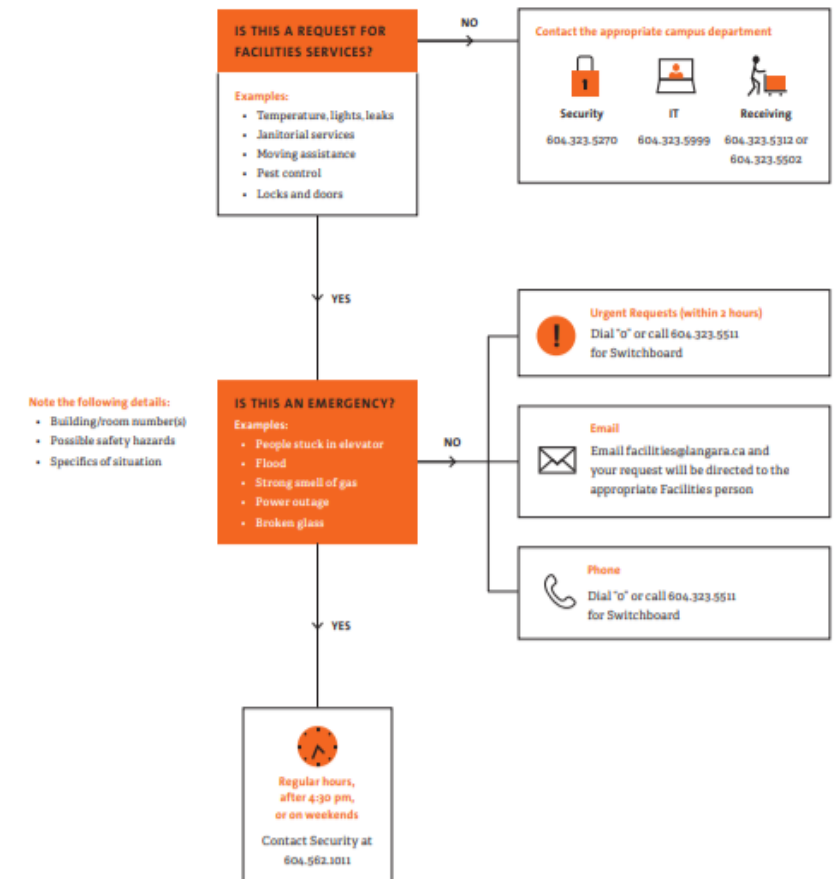 IS THIS A REQUEST FOR
FACILITIES SERVICES?
Examples:
• Temperature, lights, leaks
• Janitorial services
• Moving assistance
• Pest control
• Locks and doors
NO
Contact the appropriate campus department
1
Security
604.323.5270
IT
604.323.5999
Receiving
604.323.5312 or
604.323.5502
YES
Note the following details:
• Building/room number(s)
• Possible safety hazards
• Specifics of situation
IS THIS AN EMERGENCY?
Examples:
• People stuck in elevator
• Flood
• Strong smell of gas
• Power outage
• Broken glass
NO
!
Urgent Requests (within 2 hours)
Dial "0" or call 604.323.5511
for Switchboard
Email
Email facilities@langara.ca and
your request will be directed to the
appropriate Facilities person
Phone
Dial "0" or call 604.323.5511
for Switchboard
YES
Regular hours,
after 4:30 pm,
or on weekends
Contact Security at
604.562.1011